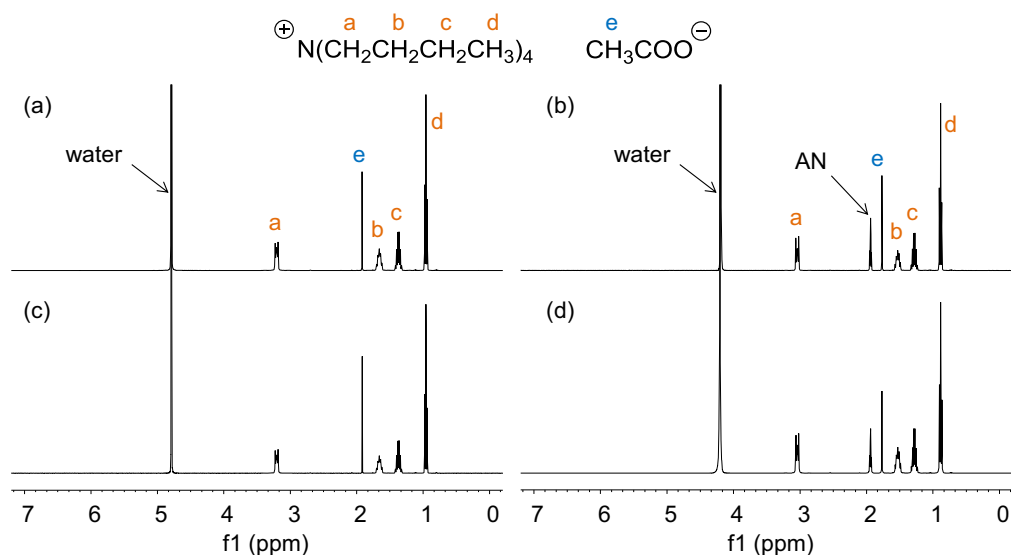 a b c d e
⊕N(CH2CH2CH2CH3)4 CH3COO⊖
(a)
water
a
e
b
c
d
(b)
water
a
AN
e
b
c
d
(c)
(d)
7 6 5 4 3 2 1 0
f1 (ppm)
7 6 5 4 3 2 1 0
f1 (ppm)